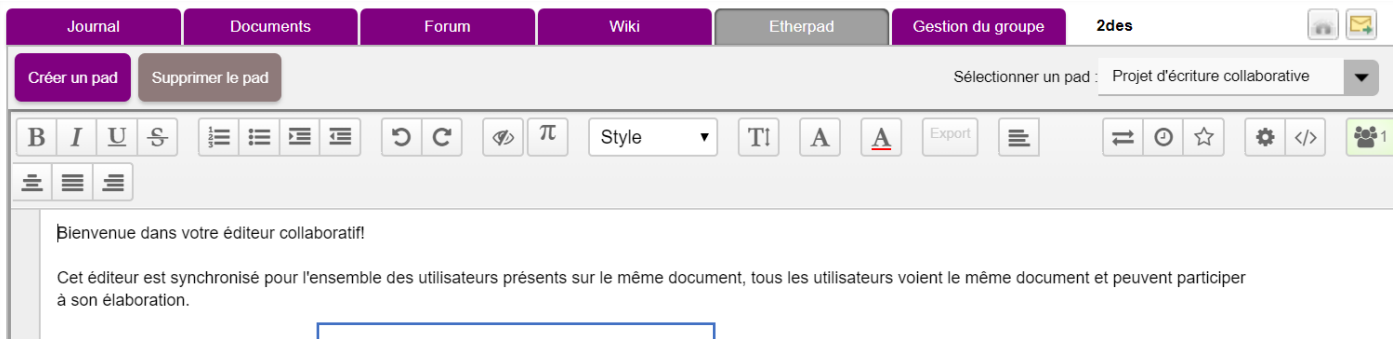 Journal Documents Forum Wiki Etherpad Gestion du groupe 2des
Créer un pad Supprimer le pad Sélectionner un pad : Projet d'écriture collaborative
B I U S π Style T A A Export </> 1
Bienvenue dans votre éditeur collaboratif!
Cet éditeur est synchronisé pour l'ensemble des utilisateurs présents sur le même document, tous les utilisateurs voient le même document et peuvent participer
à son élaboration.